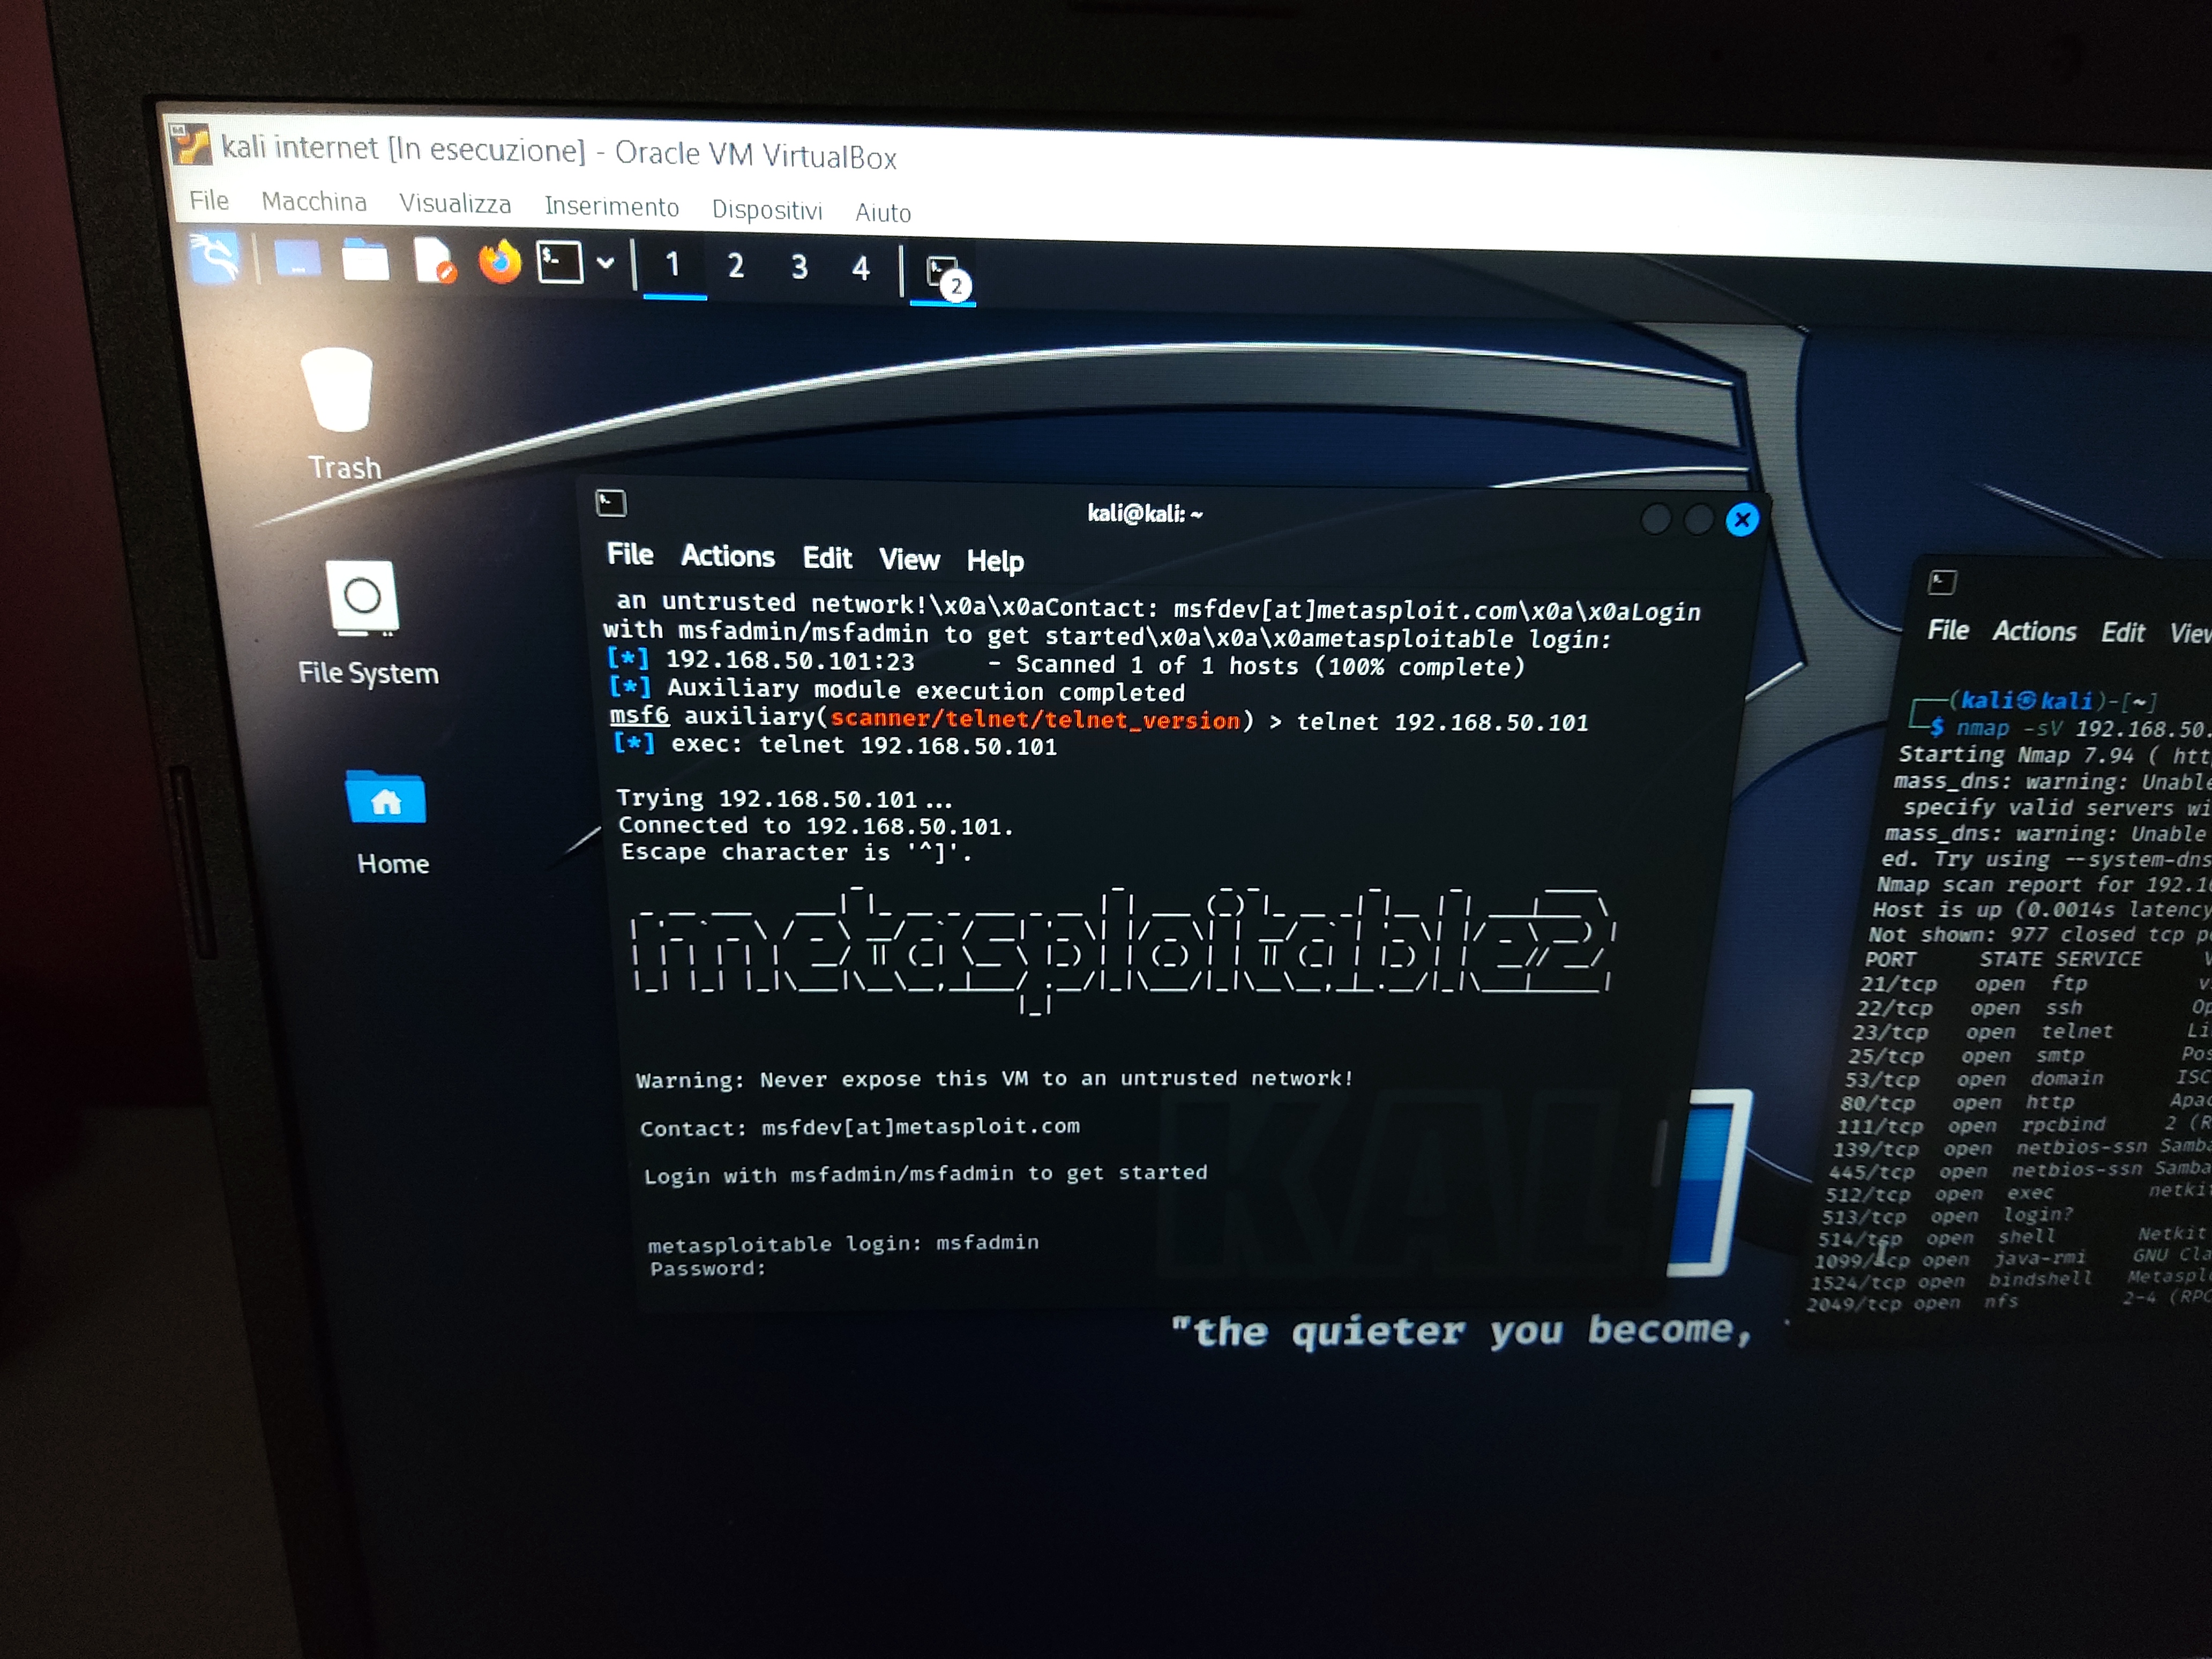 kali internet [In esecuzione] - Oracle VM VirtualBox
File Macchina Visualizza Inserimento Dispositivi Aiuto
1 2 3 4 2
Trash
File System
Home
kali@kali: ~
File Actions Edit View Help
an untrusted network!\x0a\x0aContact: msfdev[at]metasploit.com\x0a\x0aLogin
with msfadmin/msfadmin to get started\x0a\x0a\x0ametasploitable login:
[*] 192.168.50.101:23 - Scanned 1 of 1 hosts (100% complete)
[*] Auxiliary module execution completed
msf6 auxiliary(scanner/telnet/telnet_version) > telnet 192.168.50.101
[*] exec: telnet 192.168.50.101
Trying 192.168.50.101...
Connected to 192.168.50.101.
Escape character is '^]'.
metasploitable2
Warning: Never expose this VM to an untrusted network!
Contact: msfdev[at]metasploit.com
Login with msfadmin/msfadmin to get started
metasploitable login: msfadmin
Password:
KALI
"the quieter you become,
File Actions Edit View
(kali㉿kali)-[~]
$ nmap -sV 192.168.50.
Starting Nmap 7.94 ( htt
mass_dns: warning: Unable
specify valid servers wi
mass_dns: warning: Unable
ed. Try using --system-dns
Nmap scan report for 192.1
Host is up (0.0014s latency
Not shown: 977 closed tcp p
PORT STATE SERVICE V
21/tcp open ftp v
22/tcp open ssh Op
23/tcp open telnet Li
25/tcp open smtp Pos
53/tcp open domain ISC
80/tcp open http Apac
111/tcp open rpcbind 2 (R
139/tcp open netbios-ssn Samba
445/tcp open netbios-ssn Samba
512/tcp open exec netkit
513/tcp open login?
514/tcp open shell Netkit
1099/tcp open java-rmi GNU Cla
1524/tcp open bindshell Metasplo
2049/tcp open nfs 2-4 (RPC